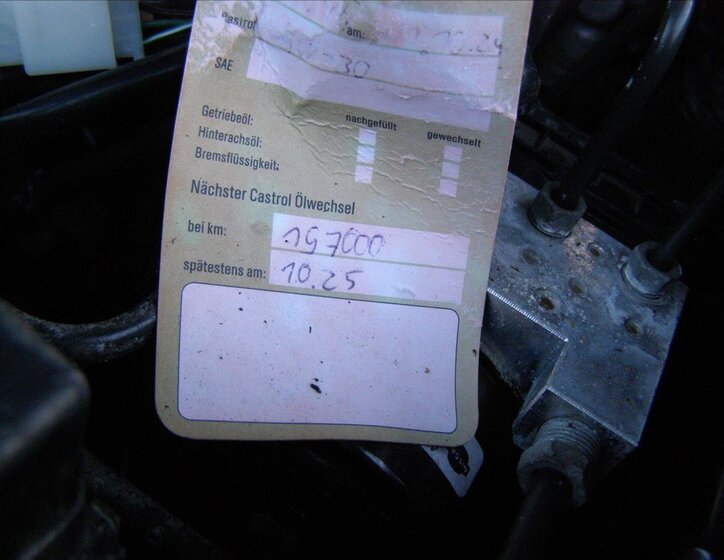 Castrol am: 10.24
SAE -30
Getriebeöl: nachgefüllt gewechselt
Hinterachsöl:
Bremsflüssigkeit:
Nächster Castrol Ölwechsel
bei km: 197000
spätestens am: 10.25